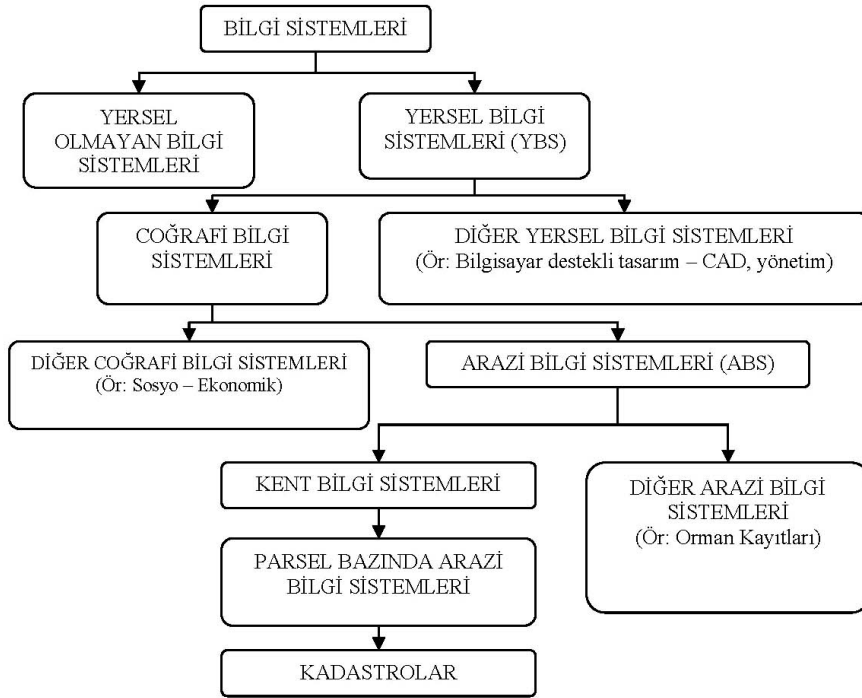 BİLGİ SİSTEMLERİ
YERSEL
OLMAYAN BİLGİ
SİSTEMLERİ
YERSEL BİLGİ
SİSTEMLERİ (YBS)
COĞRAFİ BİLGİ
SİSTEMLERİ
DİĞER YERSEL BİLGİ SİSTEMLERİ
(Ör: Bilgisayar destekli tasarım – CAD, yönetim)
DİĞER COĞRAFİ BİLGİ SİSTEMLERİ
(Ör: Sosyo – Ekonomik)
ARAZİ BİLGİ SİSTEMLERİ (ABS)
KENT BİLGİ SİSTEMLERİ
DİĞER ARAZİ BİLGİ
SİSTEMLERİ
(Ör: Orman Kayıtları)
PARSEL BAZINDA ARAZİ
BİLGİ SİSTEMLERİ
KADASTROLAR